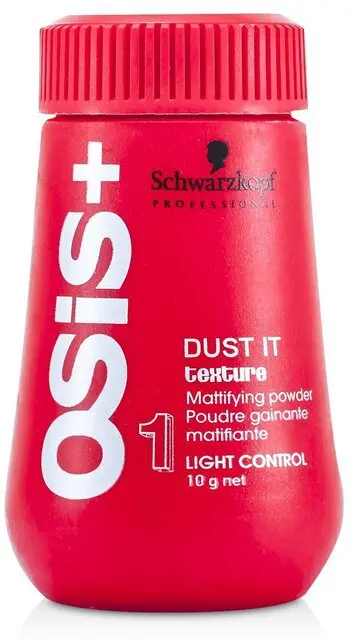 Schwarzkopf
PROFESSIONAL
OSIS+
DUST IT
texture
Mattifying powder
Poudre gainante
matifiante
1
LIGHT CONTROL
10 g net